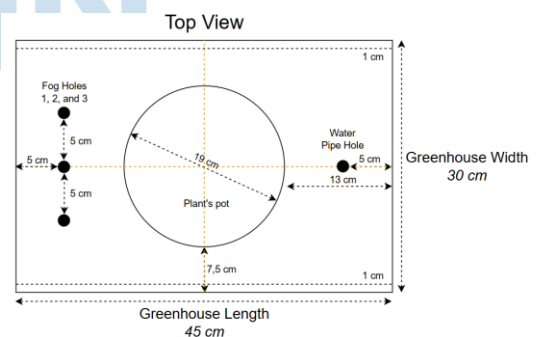 Top View
1 cm
Fog Holes
1, 2, and 3
5 cm
5 cm
5 cm
19 cm
Plant's pot
Water
Pipe Hole
5 cm
13 cm
Greenhouse Width
30 cm
7,5 cm
1 cm
Greenhouse Length
45 cm